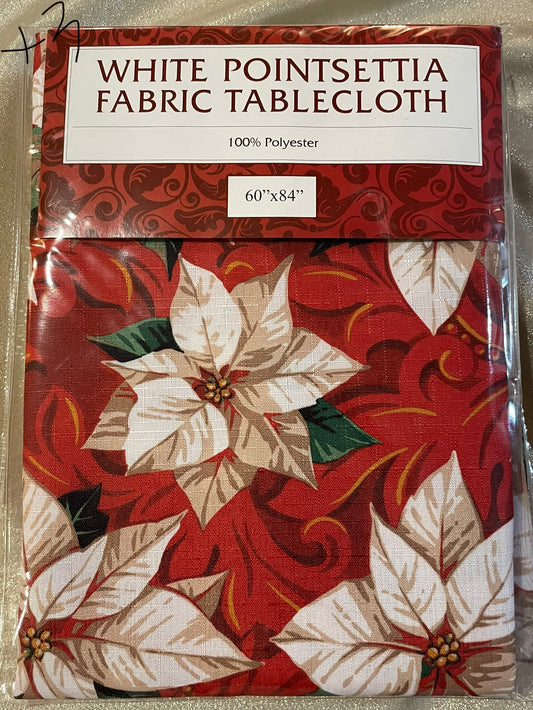 WHITE POINTSETTIA
FABRIC TABLECLOTH
100% Polyester
60”x84”